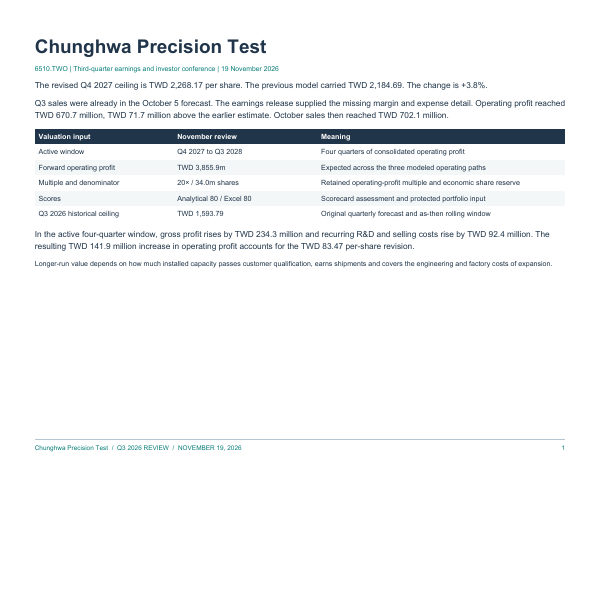 Chunghwa Precision Test
6510.TWO | Third-quarter earnings and investor conference | 19 November 2026
The revised Q4 2027 ceiling is TWD 2,268.17 per share. The previous model carried TWD 2,184.69. The change is +3.8%.
Q3 sales were already in the October 5 forecast. The earnings release supplied the missing margin and expense detail. Operating profit reached
TWD 670.7 million, TWD 71.7 million above the earlier estimate. October sales then reached TWD 702.1 million.
Valuation input November review Meaning
Active window Q4 2027 to Q3 2028 Four quarters of consolidated operating profit
Forward operating profit TWD 3,855.9m Expected across the three modeled operating paths
Multiple and denominator 20× / 34.0m shares Retained operating-profit multiple and economic share reserve
Scores Analytical 80 / Excel 80 Scorecard assessment and protected portfolio input
Q3 2026 historical ceiling TWD 1,593.79 Original quarterly forecast and as-then rolling window
In the active four-quarter window, gross profit rises by TWD 234.3 million and recurring R&D and selling costs rise by TWD 92.4 million. The
resulting TWD 141.9 million increase in operating profit accounts for the TWD 83.47 per-share revision.
Longer-run value depends on how much installed capacity passes customer qualification, earns shipments and covers the engineering and factory costs of expansion.
Chunghwa Precision Test / Q3 2026 REVIEW / NOVEMBER 19, 2026 1